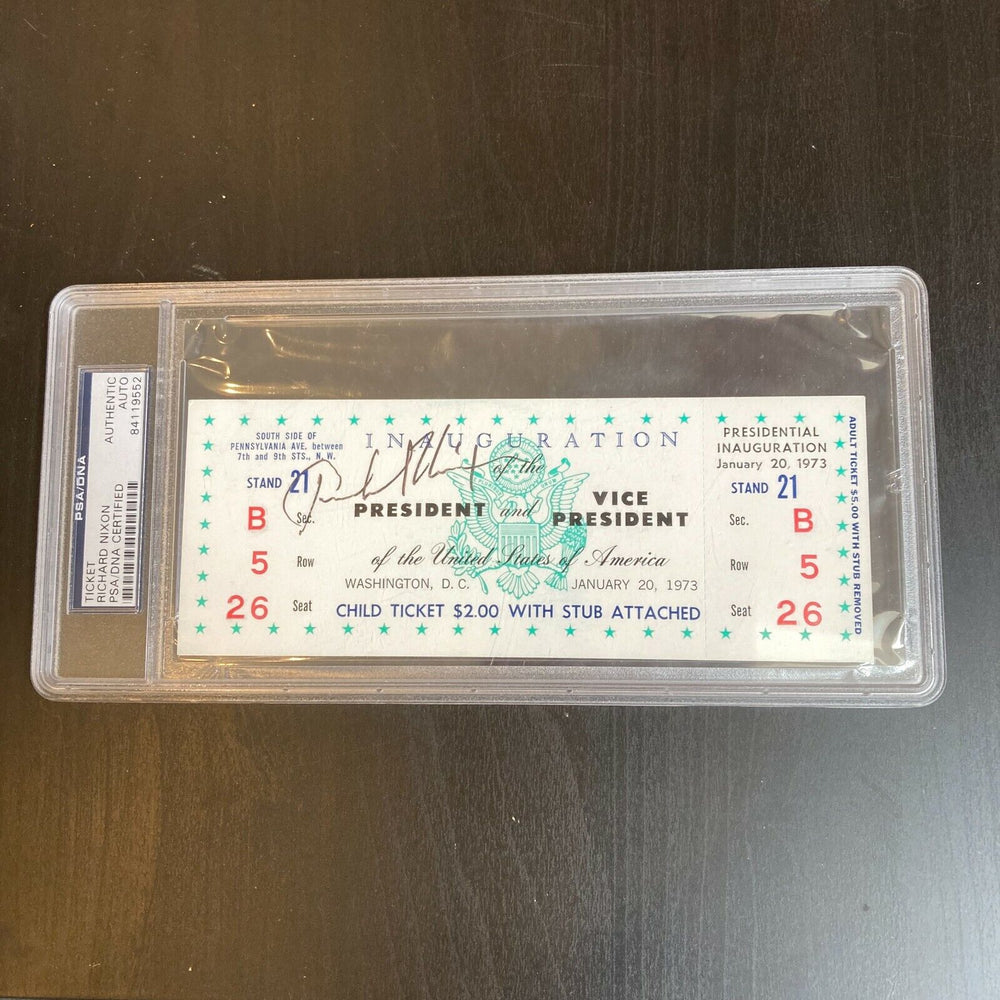 PSA/DNA
TICKET
RICHARD NIXON
PSA/DNA CERTIFIED
AUTHENTIC
AUTO
84119552
SOUTH SIDE OF
PENNSYLVANIA AVE. between
7th and 9th STS., N.W.
STAND 21
B Sec.
5 Row
26 Seat
INAUGURATION
of the
PRESIDENT and VICE PRESIDENT
of the United States of America
WASHINGTON, D. C. JANUARY 20, 1973
CHILD TICKET $2.00 WITH STUB ATTACHED
PRESIDENTIAL
INAUGURATION
January 20, 1973
STAND 21
Sec. B
Row 5
Seat 26
ADULT TICKET $5.00 WITH STUB REMOVED